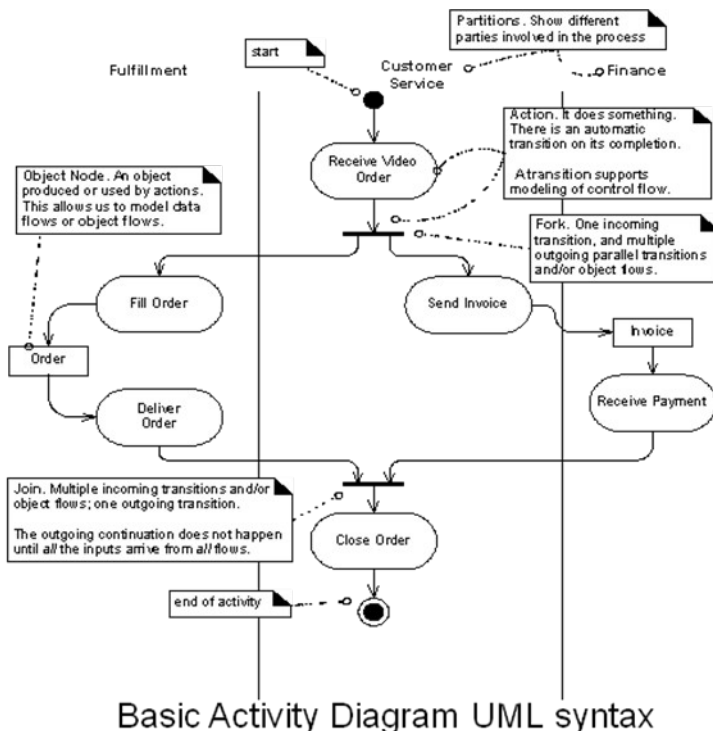 Partitions. Show different
parties involved in the process
start
Fulfillment
Customer
Service
Finance
Action. It does something.
There is an automatic
transition on its completion.
Atransition supports
modeling of control flow.
Receive Video
Order
Object Node. An object
produced or used by actions.
This allows us to model data
flows or object flows.
Fork. One incoming
transition, and multiple
outgoing parallel transitions
and/or object flows.
Fill Order
Send Invoice
Invoice
Order
Deliver
Order
Receive Payment
Join. Multiple incoming transitions and/or
object flows; one outgoing transition.
The outgoing continuation does not happen
until all the inputs arrive from all flows.
Close Order
end of activity
Basic Activity Diagram UML syntax